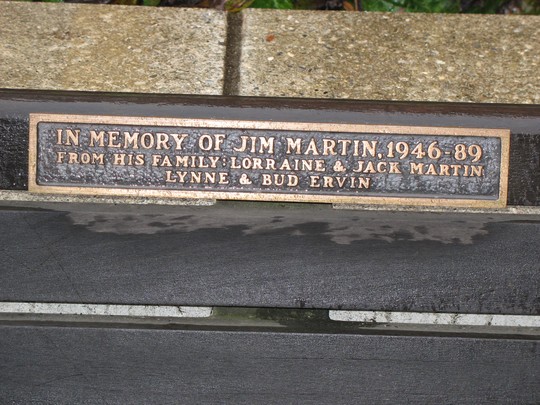 IN MEMORY OF JIM MARTIN, 1946-89
FROM HIS FAMILY: LORRAINE & JACK MARTIN
LYNNE & BUD ERVIN